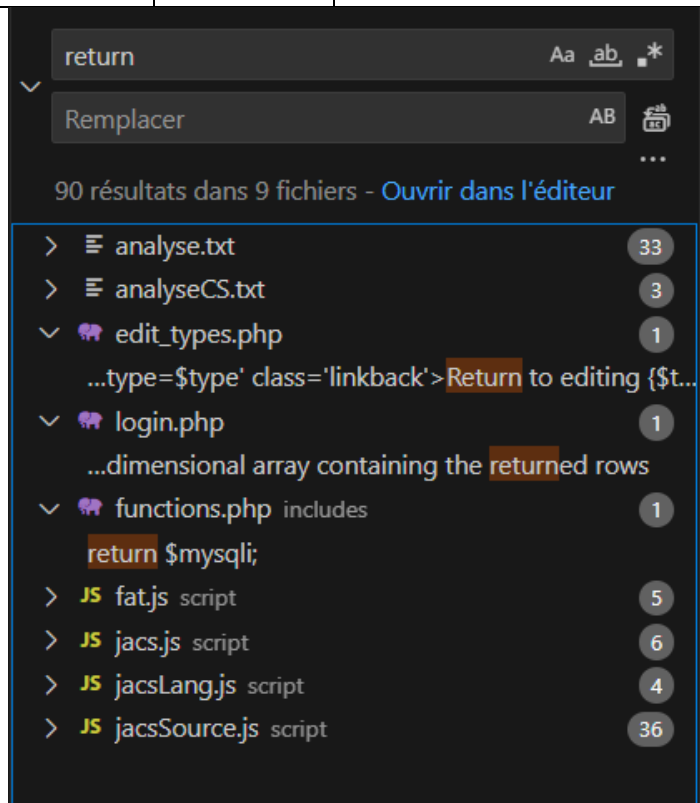 return Aa ab, .*
Remplacer AB
...
90 résultats dans 9 fichiers - Ouvrir dans l'éditeur
analyse.txt 33
analyseCS.txt 3
edit_types.php 1
...type=$type' class='linkback'>Return to editing {$t...
login.php 1
...dimensional array containing the returned rows
functions.php includes 1
return $mysqli;
JS fat.js script 5
JS jacs.js script 6
JS jacsLang.js script 4
JS jacsSource.js script 36